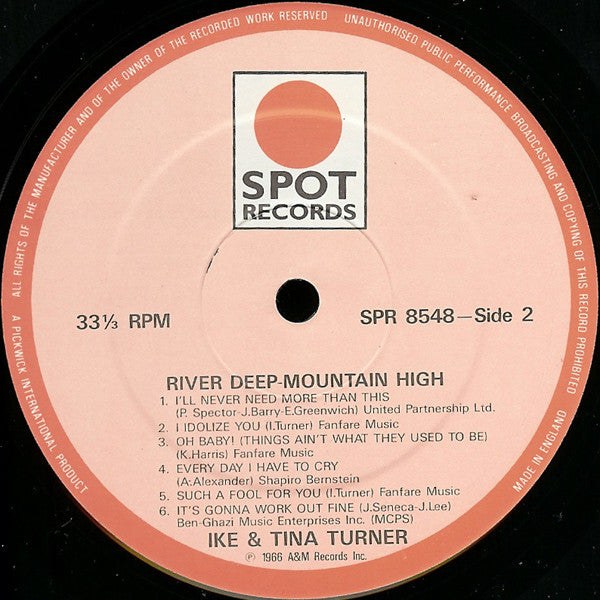 ALL RIGHTS OF THE MANUFACTURER AND OF THE OWNER OF THE RECORDED WORK RESERVED
UNAUTHORISED PUBLIC PERFORMANCE BROADCASTING AND COPYING OF THIS RECORD PROHIBITED
SPOT
RECORDS
33⅓ RPM
SPR 8548—Side 2
RIVER DEEP-MOUNTAIN HIGH
1. I'LL NEVER NEED MORE THAN THIS
(P. Spector-J.Barry-E.Greenwich) United Partnership Ltd.
2. I IDOLIZE YOU (I.Turner) Fanfare Music
3. OH BABY! (THINGS AIN'T WHAT THEY USED TO BE)
(K.Harris) Fanfare Music
4. EVERY DAY I HAVE TO CRY
(A.Alexander) Shapiro Bernstein
5. SUCH A FOOL FOR YOU (I.Turner) Fanfare Music
6. IT'S GONNA WORK OUT FINE (J.Seneca-J.Lee)
Ben-Ghazi Music Enterprises Inc. (MCPS)
IKE & TINA TURNER
℗ 1966 A&M Records Inc.
A PICKWICK INTERNATIONAL PRODUCT
MADE IN ENGLAND